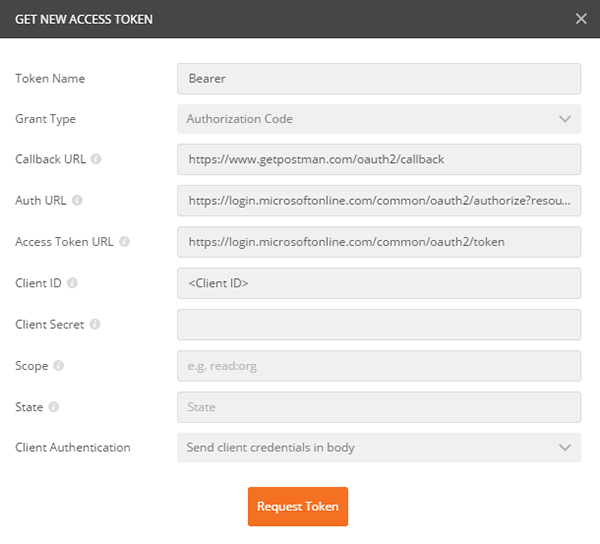 GET NEW ACCESS TOKEN
Token Name Bearer
Grant Type Authorization Code
Callback URL https://www.getpostman.com/oauth2/callback
Auth URL https://login.microsoftonline.com/common/oauth2/authorize?resou...
Access Token URL https://login.microsoftonline.com/common/oauth2/token
Client ID <Client ID>
Client Secret
Scope e.g. read:org
State State
Client Authentication Send client credentials in body
Request Token